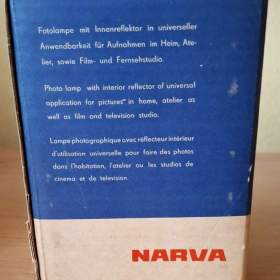 Fotolampe mit Innenreflektor in universeller
Anwendbarkeit für Aufnahmen im Heim, Ate-
lier, sowie Film- und Fernsehstudio.
Photo lamp with interior reflector of universal
application for pictures in home, atelier as
well as film and television studio.
Lampe photographique avec réflecteur intérieur
d'utilisation universelle pour faire des photos
dans l'habitation, l'atelier ou les studios de
cinema et de television.
NARVA